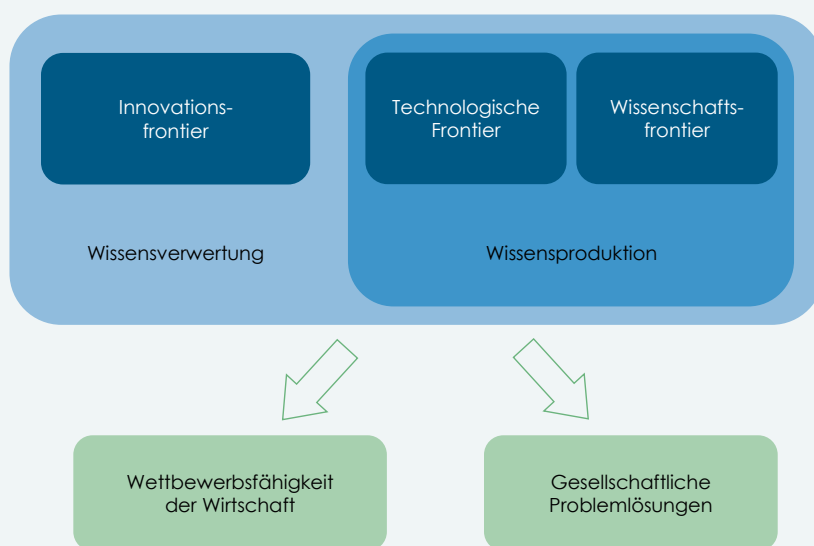 Innovations-
frontier
Technologische
Frontier
Wissenschafts-
frontier
Wissensverwertung
Wissensproduktion
Wettbewerbsfähigkeit
der Wirtschaft
Gesellschaftliche
Problemlösungen